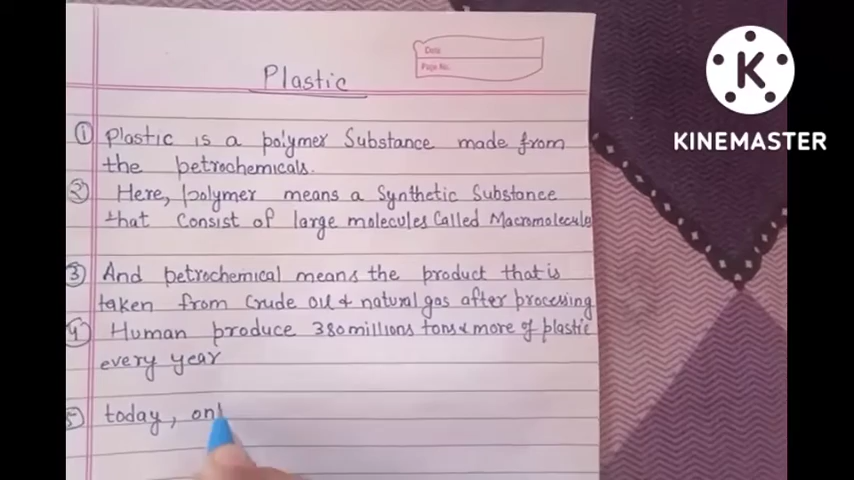 Date
Page No.
Plastic
① Plastic is a polymer Substance made from
the petrochemicals.
② Here, polymer means a Synthetic Substance
that consist of large molecules Called Macromolecule
③ And petrochemical means the product that is
taken from Crude oil & natural gas after processing
④ Human produce 380 millions tons & more of plastic
every year
⑤ today, onl
K
KINEMASTER